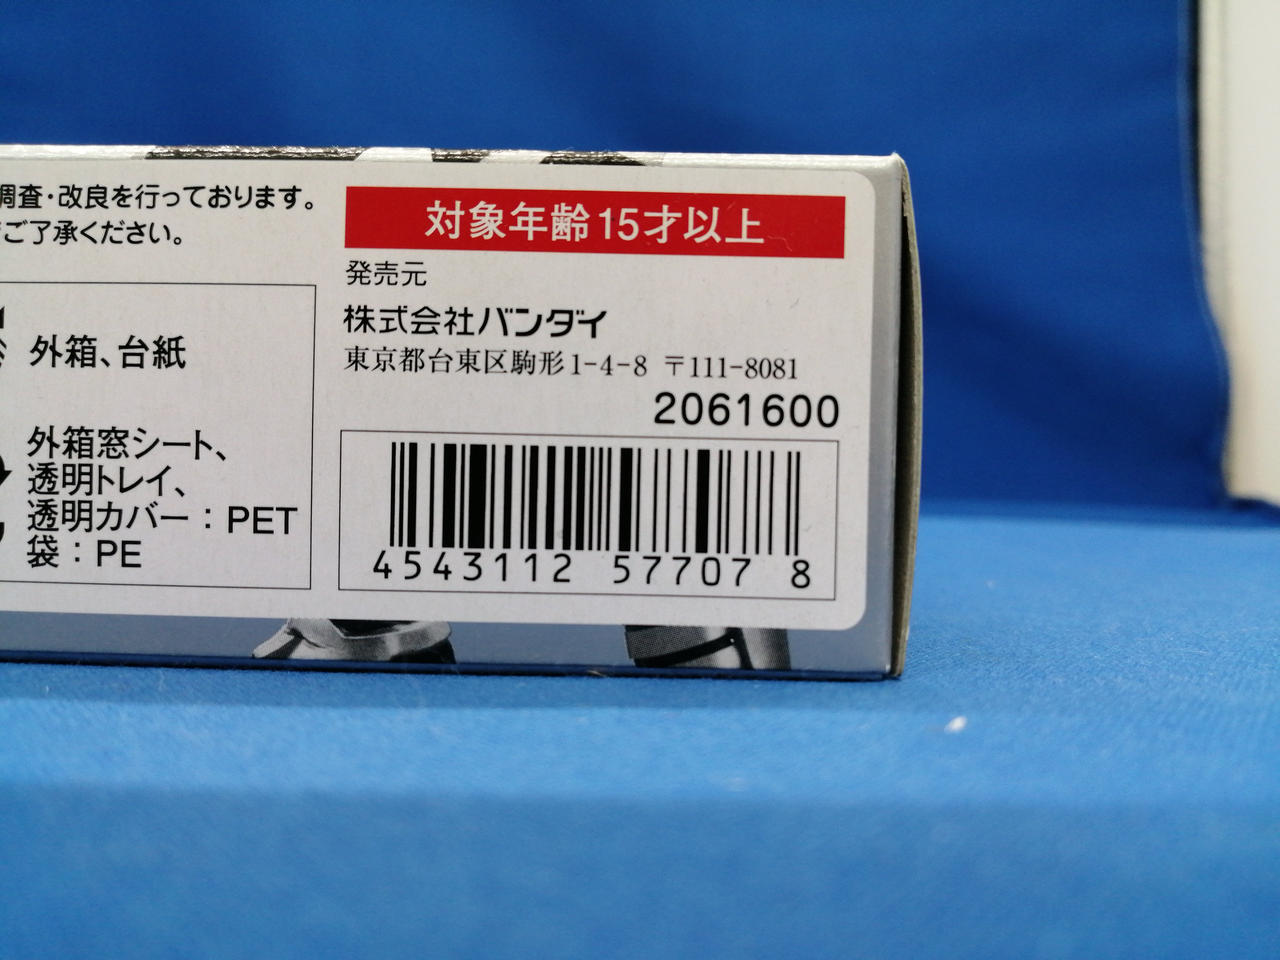 調査・改良を行っております。
ご了承ください。
外箱、台紙
外箱窓シート、
透明トレイ、
透明カバー：PET
袋：PE
対象年齢15才以上
発売元
株式会社バンダイ
東京都台東区駒形1-4-8 〒111-8081
2061600
4543112 57707 8